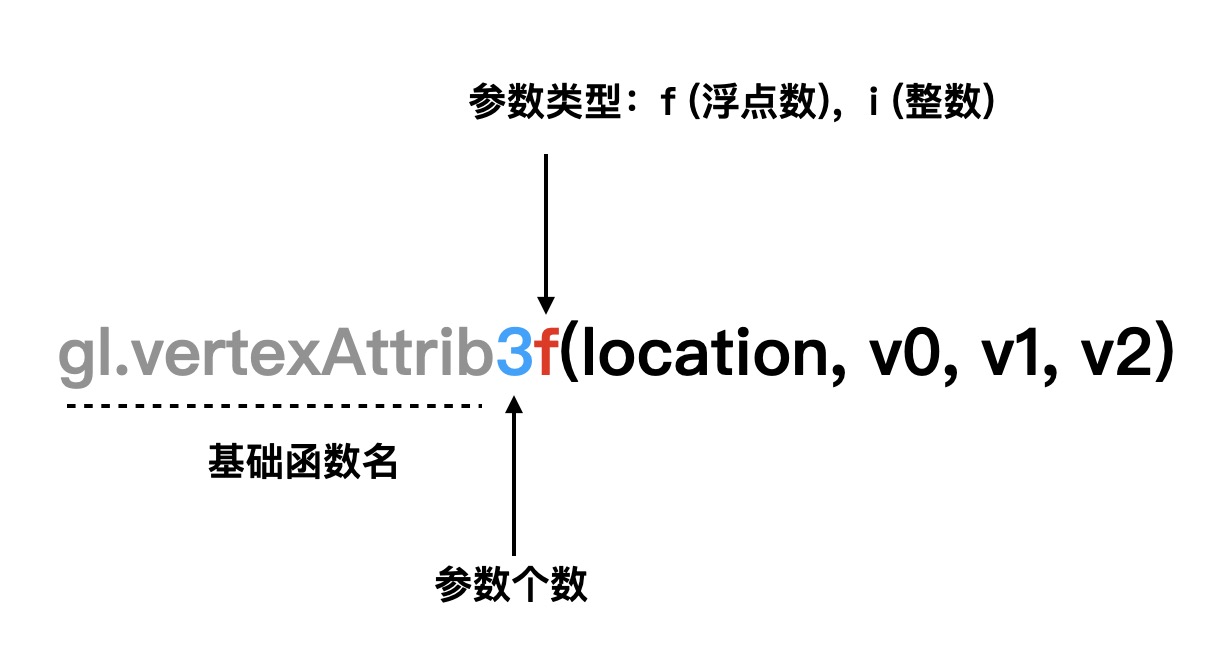 参数类型：f (浮点数)，i (整数)
gl.vertexAttrib3f(location, v0, v1, v2)
基础函数名
参数个数